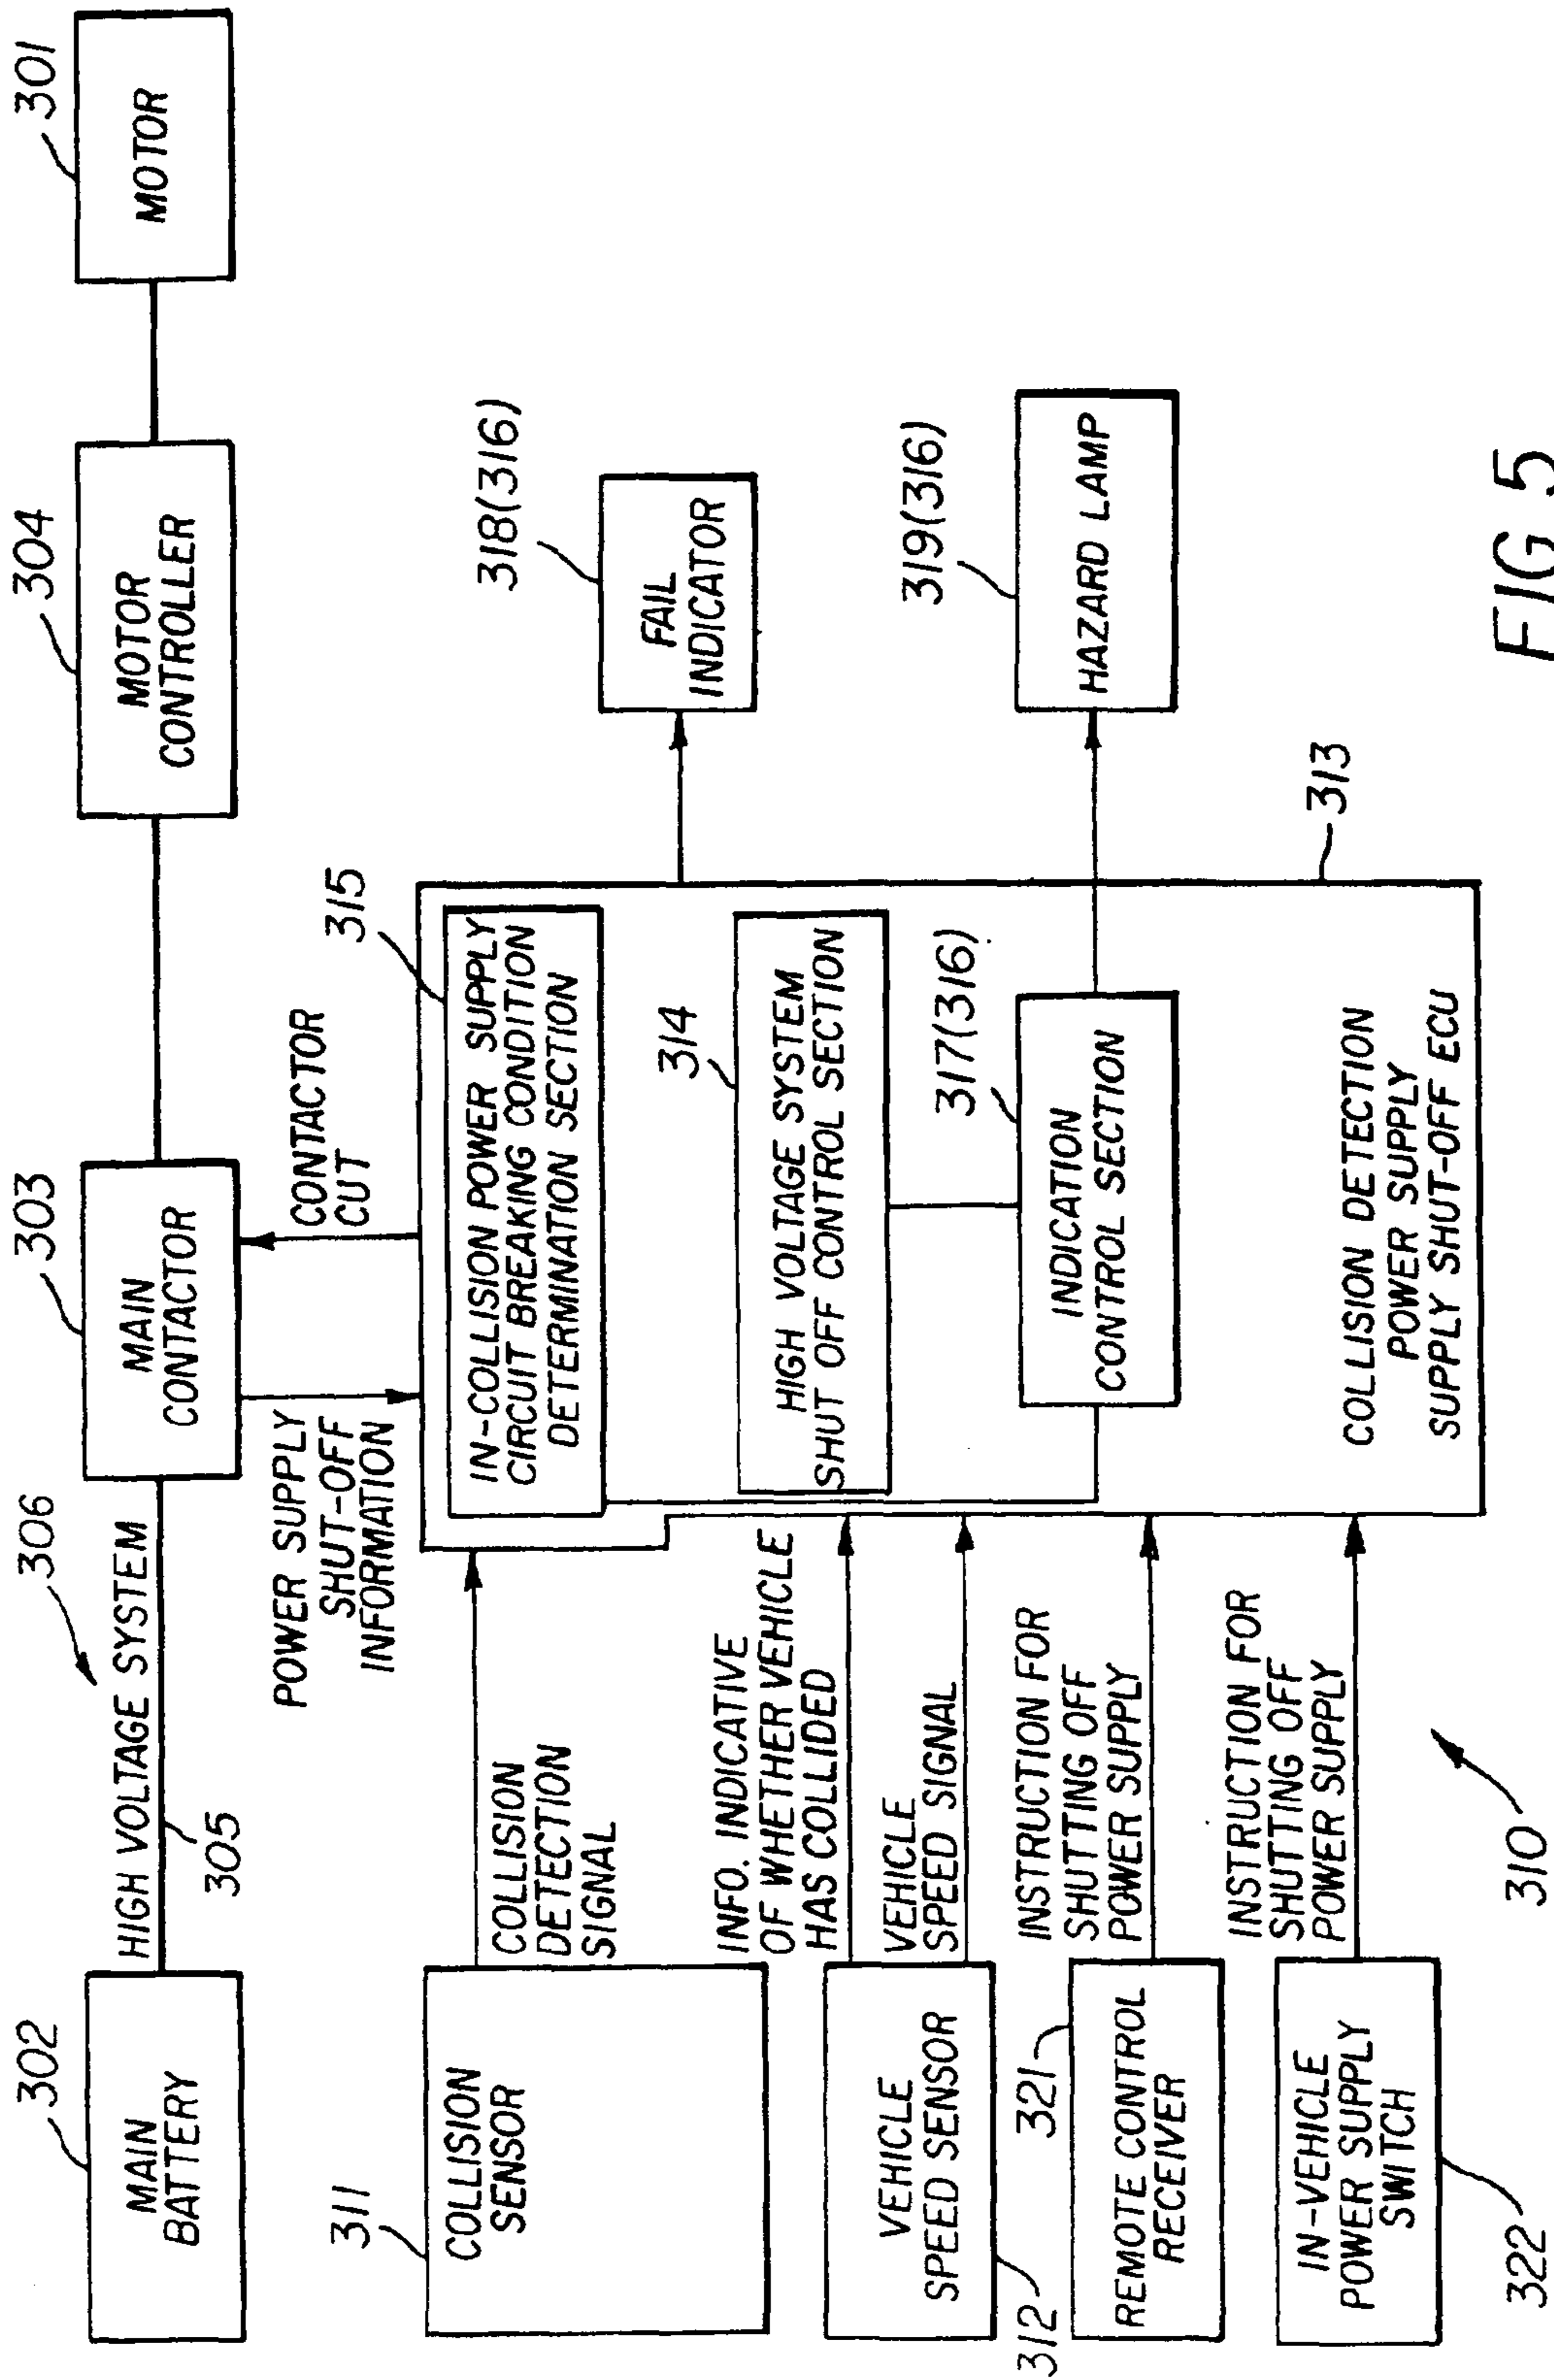 302
MAIN
BATTERY
HIGH VOLTAGE SYSTEM
305
306
303
MAIN
CONTACTOR
304
MOTOR
CONTROLLER
301
MOTOR
POWER SUPPLY
SHUT-OFF
INFORMATION
CONTACTOR
CUT
311
COLLISION
SENSOR
COLLISION
DETECTION
SIGNAL
315
IN-COLLISION POWER SUPPLY
CIRCUIT BREAKING CONDITION
DETERMINATION SECTION
318(316)
FAIL
INDICATOR
INFO. INDICATIVE
OF WHETHER VEHICLE
HAS COLLIDED
314
HIGH VOLTAGE SYSTEM
SHUT OFF CONTROL SECTION
312
VEHICLE
SPEED SENSOR
VEHICLE
SPEED SIGNAL
317(316)
INDICATION
CONTROL SECTION
319(316)
HAZARD LAMP
321
REMOTE CONTROL
RECEIVER
INSTRUCTION FOR
SHUTTING OFF
POWER SUPPLY
322
IN-VEHICLE
POWER SUPPLY
SWITCH
INSTRUCTION FOR
SHUTTING OFF
POWER SUPPLY
COLLISION DETECTION
POWER SUPPLY
SUPPLY SHUT-OFF ECU
313
310
FIG 5